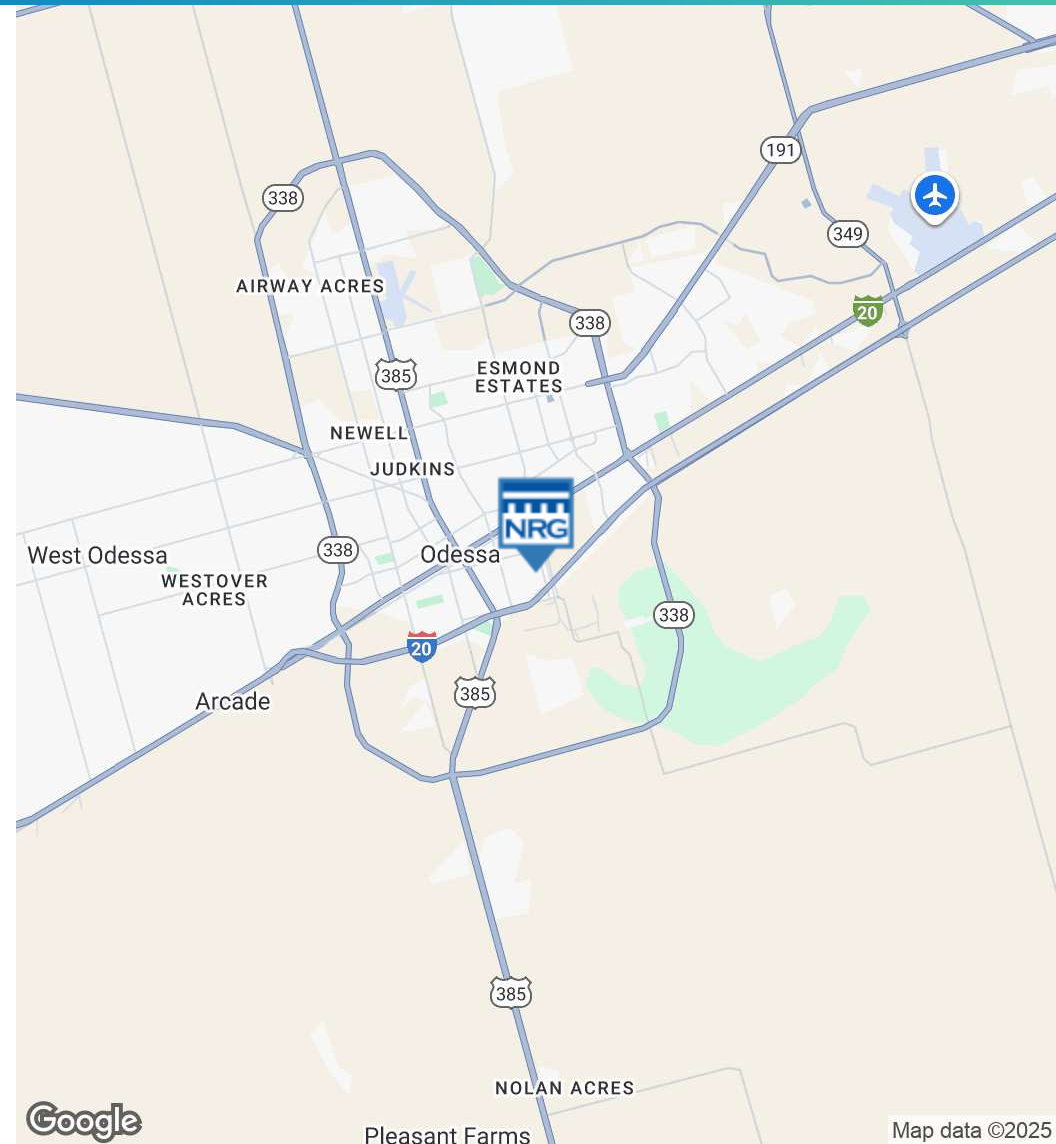 191
338
349
AIRWAY ACRES
20
338
385
ESMOND
ESTATES
NEWELL
JUDKINS
NRG
West Odessa
338
Odessa
WESTOVER
ACRES
338
20
385
Arcade
385
NOLAN ACRES
Google
Pleasant Farms
Map data ©2025